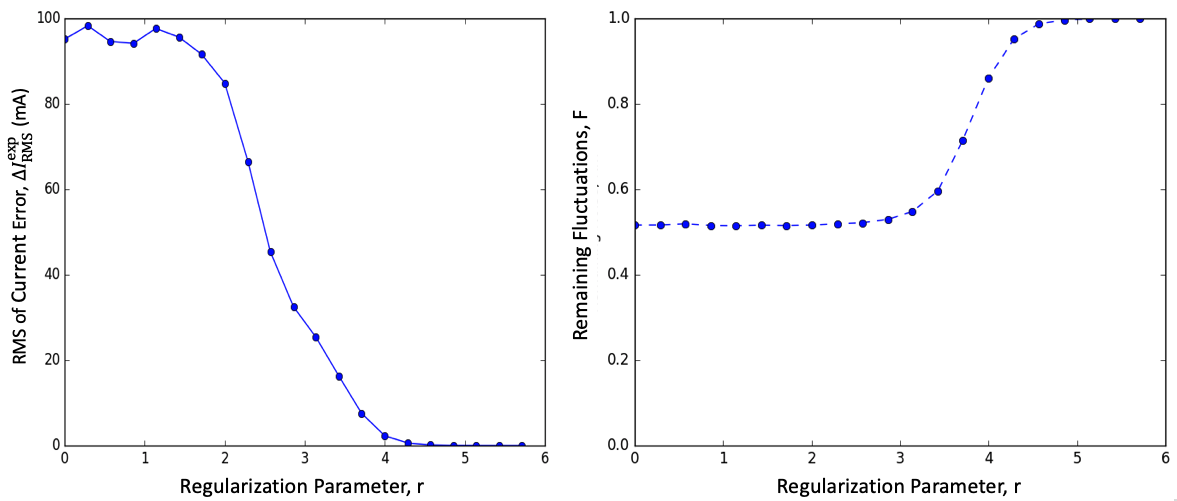 100
80
60
40
20
0
0 1 2 3 4 5 6
RMS of Current Error, ΔI_RMS^exp (mA)
Regularization Parameter, r
1.0
0.8
0.6
0.4
0.2
0.0
0 1 2 3 4 5 6
Remaining Fluctuations, F
Regularization Parameter, r